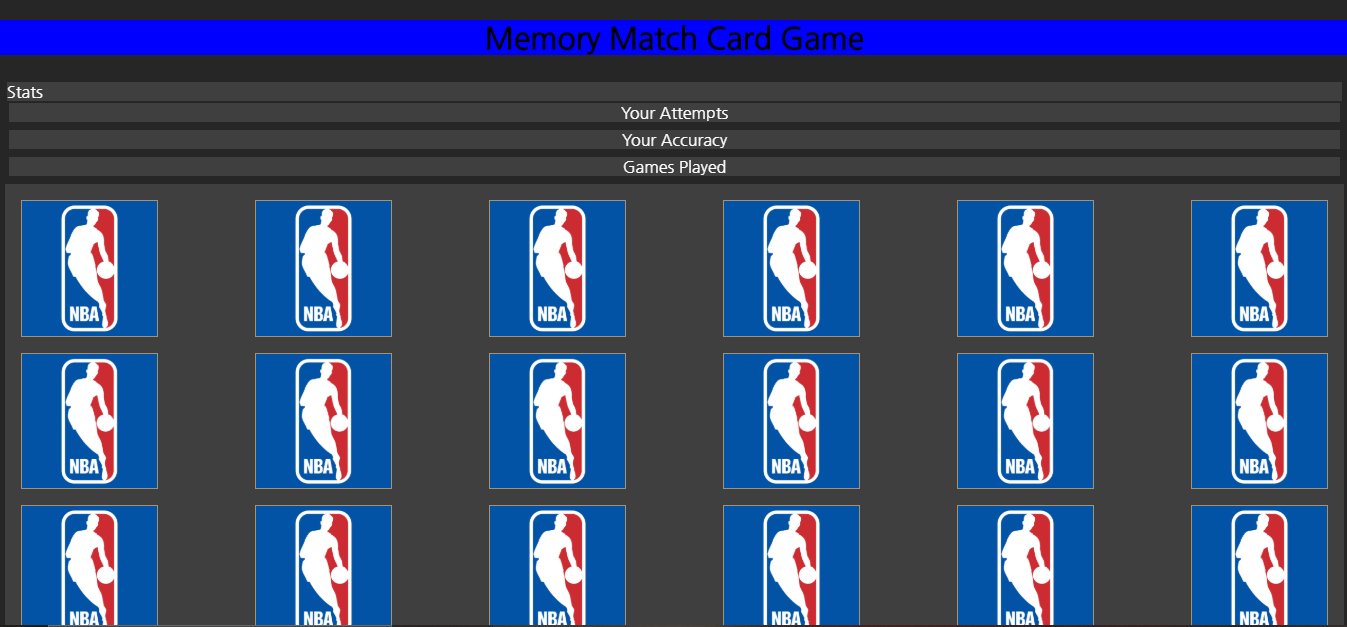 Memory Match Card Game
Stats
Your Attempts
Your Accuracy
Games Played
NBA NBA NBA NBA NBA NBA
NBA NBA NBA NBA NBA NBA
NBA NBA NBA NBA NBA NBA